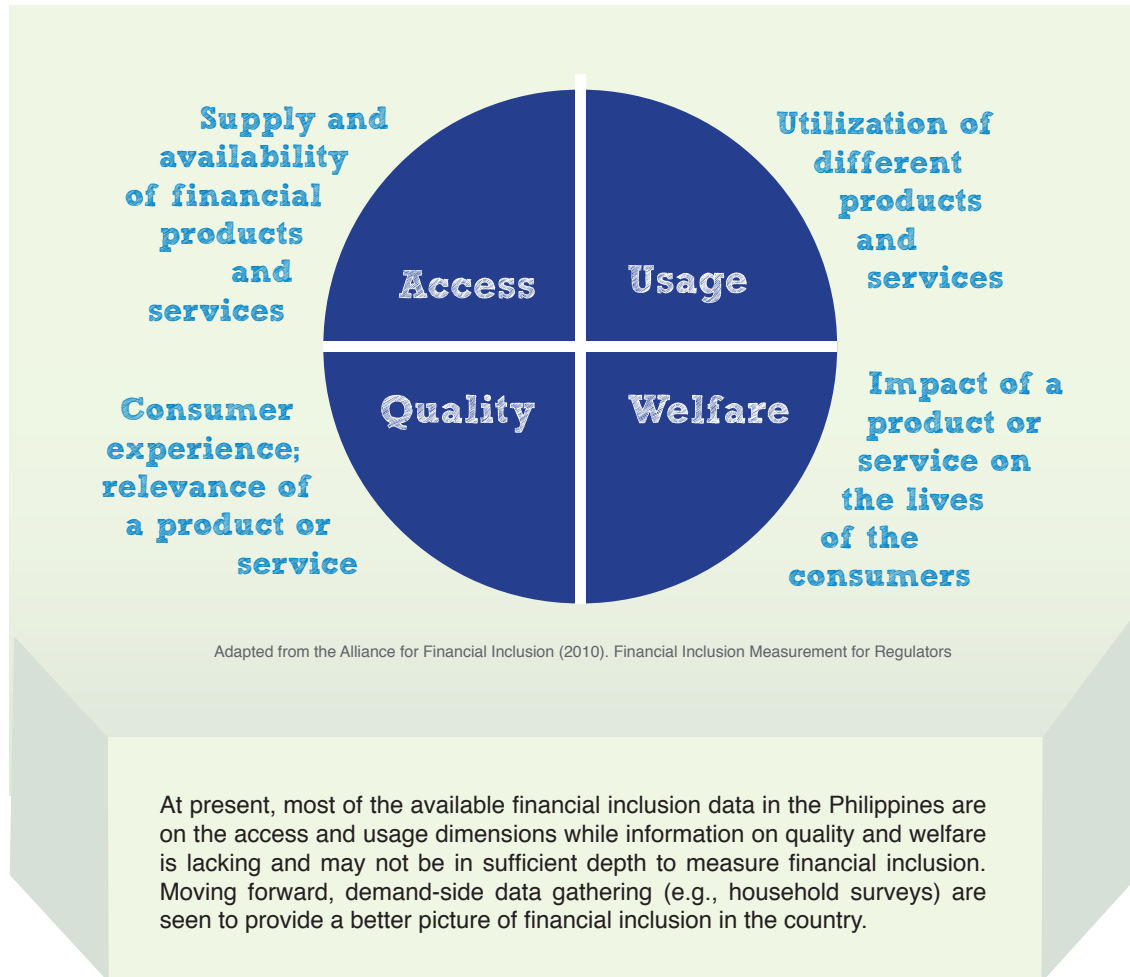 Supply and
availability
of financial
products
and
services
Access
Usage
Utilization of
different
products
and
services
Consumer
experience;
relevance of
a product or
service
Quality
Welfare
Impact of a
product or
service on
the lives
of the
consumers
Adapted from the Alliance for Financial Inclusion (2010). Financial Inclusion Measurement for Regulators
At present, most of the available financial inclusion data in the Philippines are
on the access and usage dimensions while information on quality and welfare
is lacking and may not be in sufficient depth to measure financial inclusion.
Moving forward, demand-side data gathering (e.g., household surveys) are
seen to provide a better picture of financial inclusion in the country.